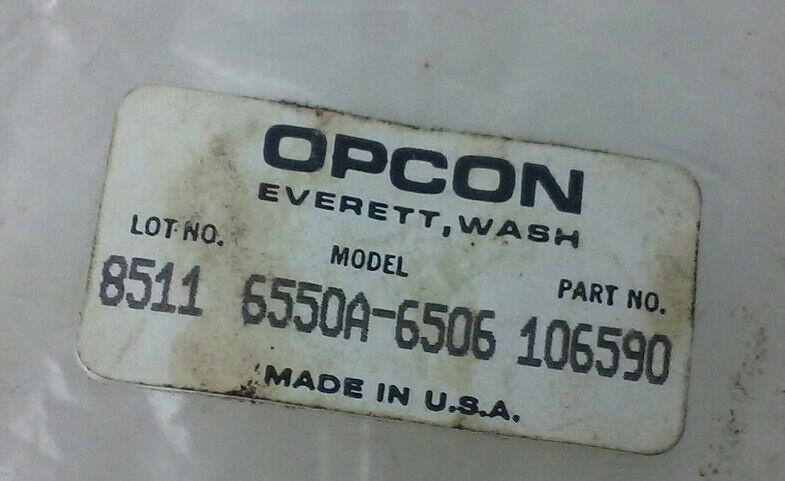 OPCON
EVERETT, WASH
LOT NO. MODEL PART NO.
8511 6550A-6506 106590
MADE IN U.S.A.